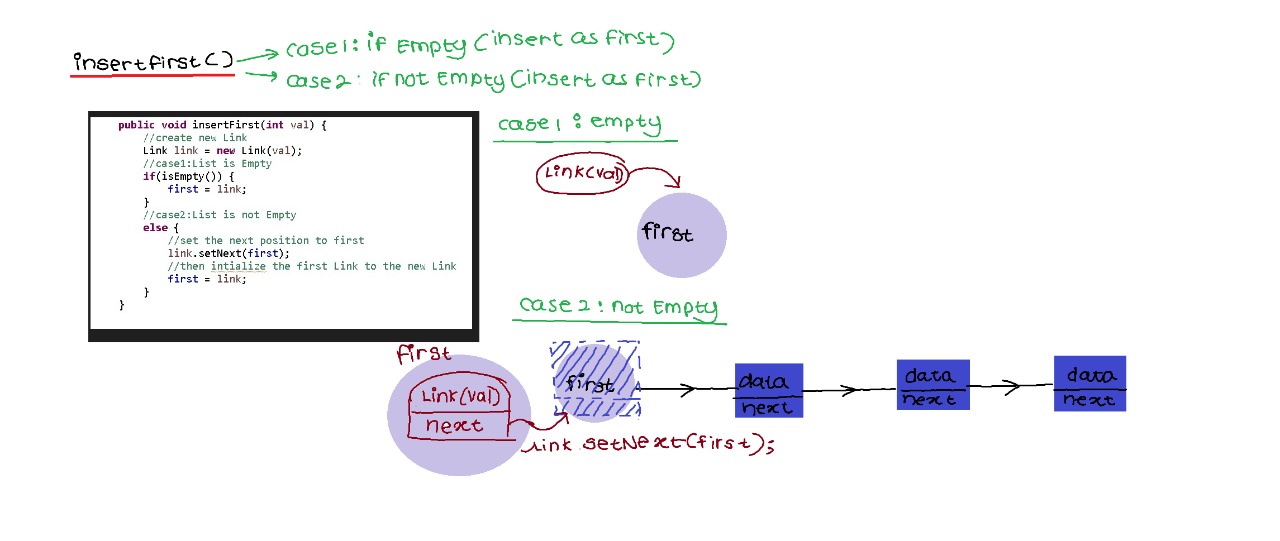 insertfirst()
case1: if Empty (insert as first)
case2: if not Empty (insert as first)
public void insertFirst(int val) {
//create new Link
Link link = new Link(val);
//case1:List is Empty
if(isEmpty()) {
first = link;
}
//case2:List is not Empty
else {
//set the next position to first
link.setNext(first);
//then intialize the first Link to the new Link
first = link;
}
}
case1: empty
Link(val)
first
case2: not Empty
first
Link(val)
next
first
data
next
data
next
data
next
link setNext(first);